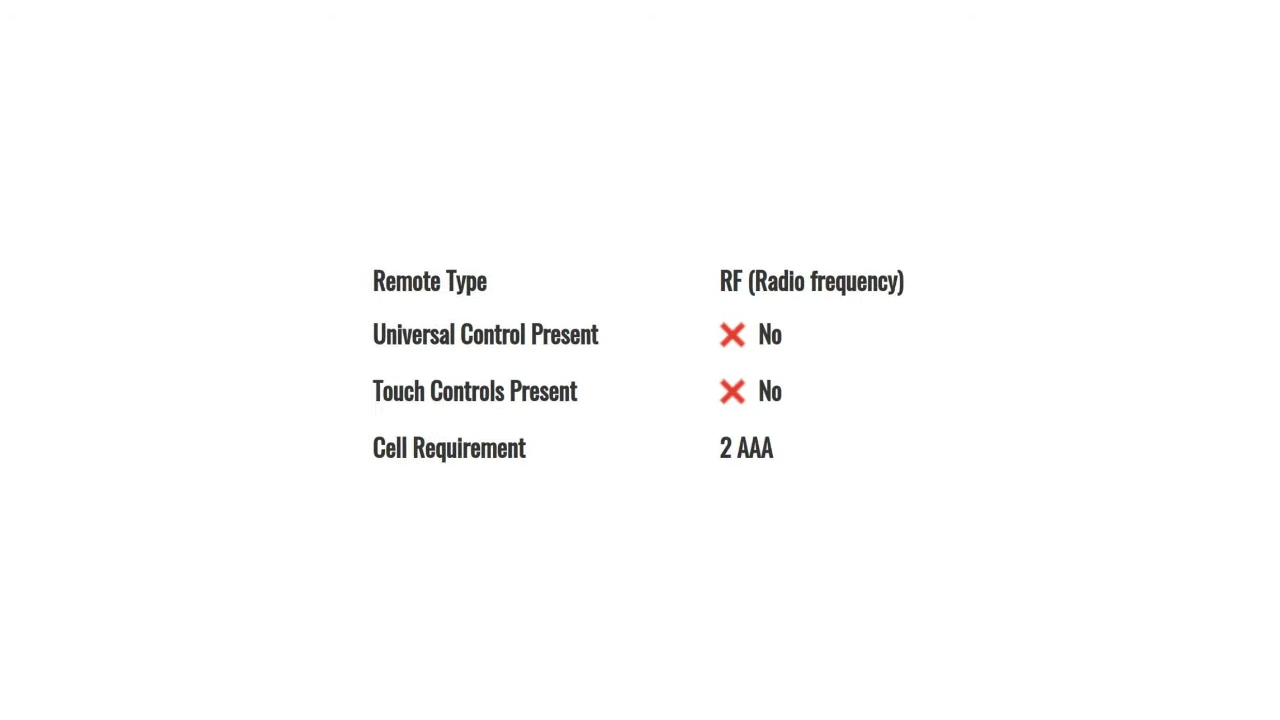 Remote Type RF (Radio frequency)
Universal Control Present ❌ No
Touch Controls Present ❌ No
Cell Requirement 2 AAA